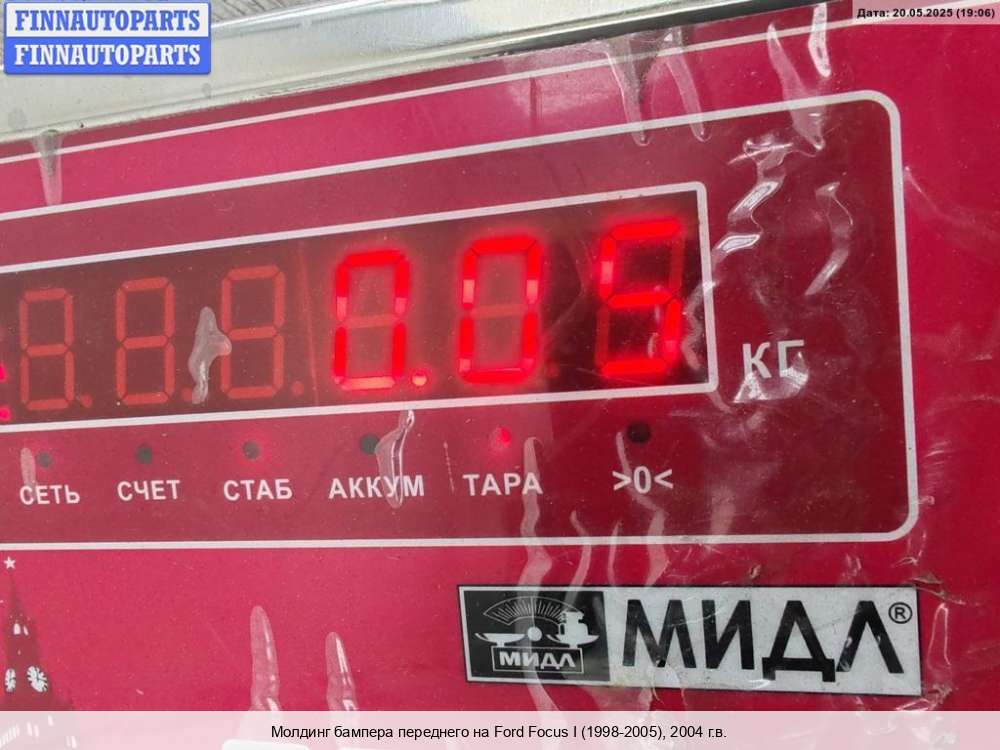 FINNAUTOPARTS
FINNAUTOPARTS
Дата: 20.05.2025 (19:06)
0.05
КГ
СЕТЬ СЧЕТ СТАБ АККУМ ТАРА >0<
МИДЛ МИДЛ®
Молдинг бампера переднего на Ford Focus I (1998-2005), 2004 г.в.